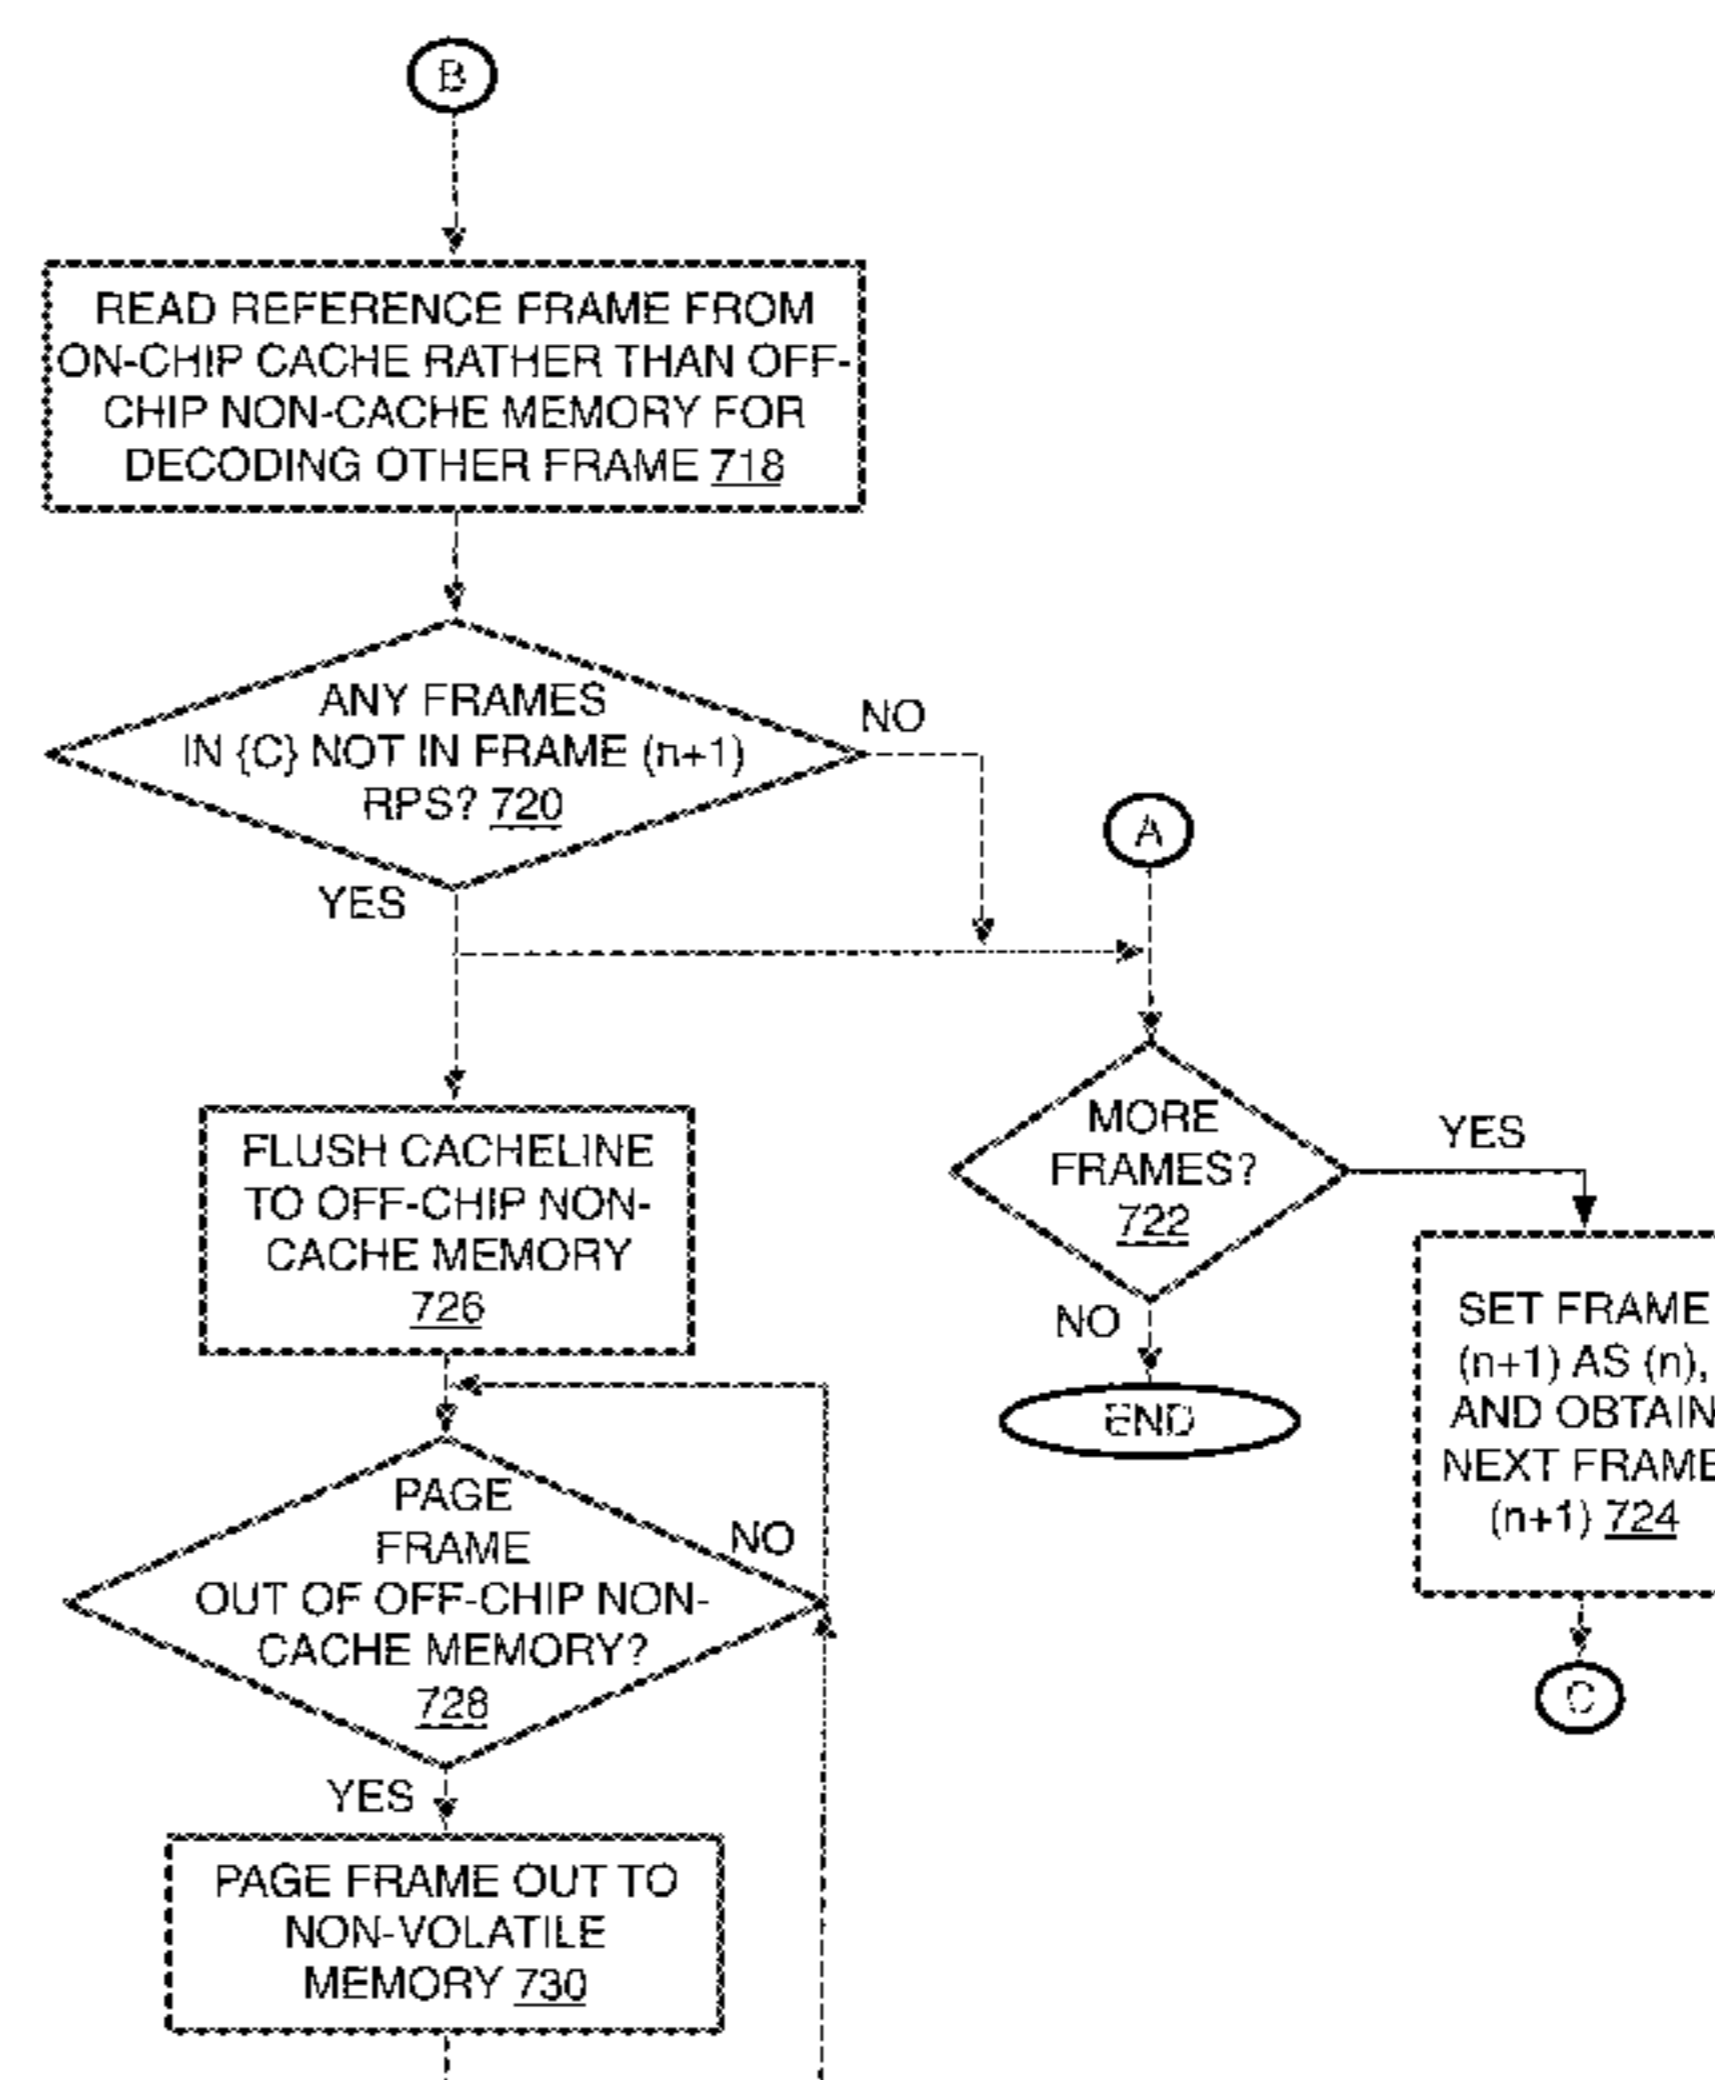 B
READ REFERENCE FRAME FROM
ON-CHIP CACHE RATHER THAN OFF-
CHIP NON-CACHE MEMORY FOR
DECODING OTHER FRAME 718
ANY FRAMES
IN {C} NOT IN FRAME (n+1)
RPS? 720
NO
YES
A
MORE
FRAMES?
722
YES
NO
END
SET FRAME
(n+1) AS (n),
AND OBTAIN
NEXT FRAME
(n+1) 724
C
FLUSH CACHELINE
TO OFF-CHIP NON-
CACHE MEMORY
726
PAGE
FRAME
OUT OF OFF-CHIP NON-
CACHE MEMORY?
728
NO
YES
PAGE FRAME OUT TO
NON-VOLATILE
MEMORY 730